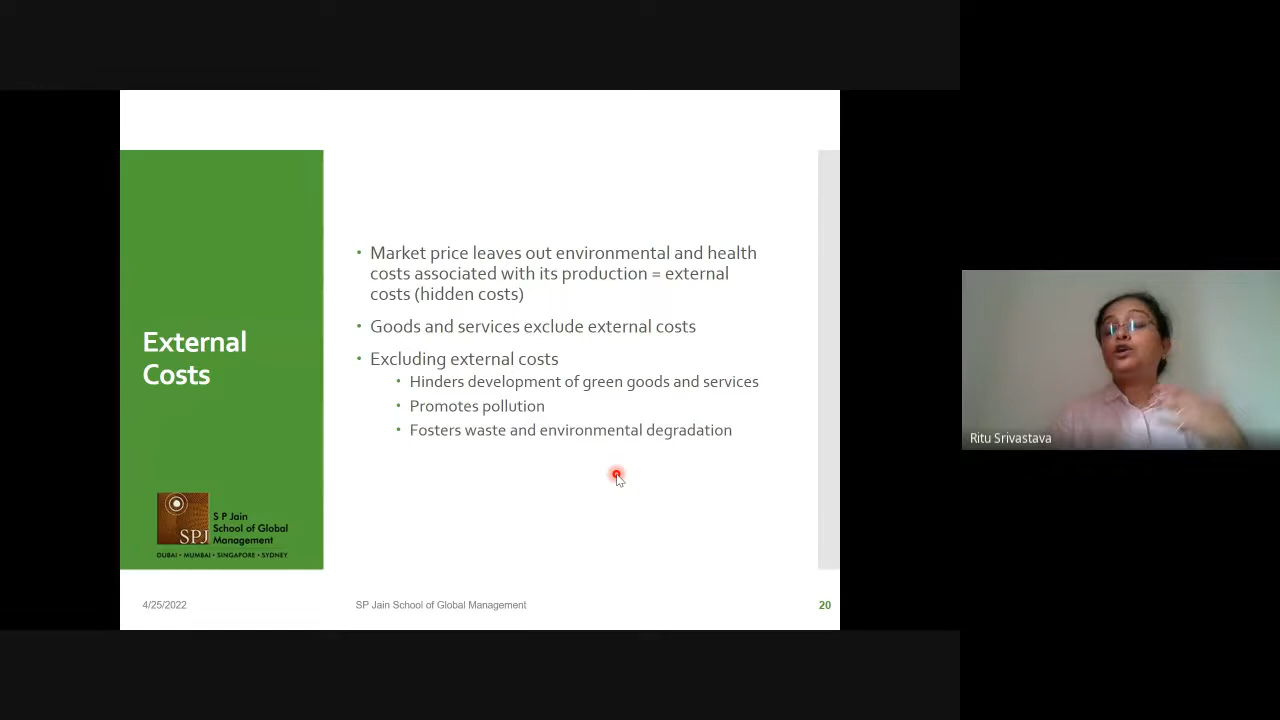 External
Costs
• Market price leaves out environmental and health
costs associated with its production = external
costs (hidden costs)
• Goods and services exclude external costs
• Excluding external costs
• Hinders development of green goods and services
• Promotes pollution
• Fosters waste and environmental degradation
SPJ
S P Jain
School of Global
Management
DUBAI • MUMBAI • SINGAPORE • SYDNEY
4/25/2022
SP Jain School of Global Management
20
Ritu Srivastava